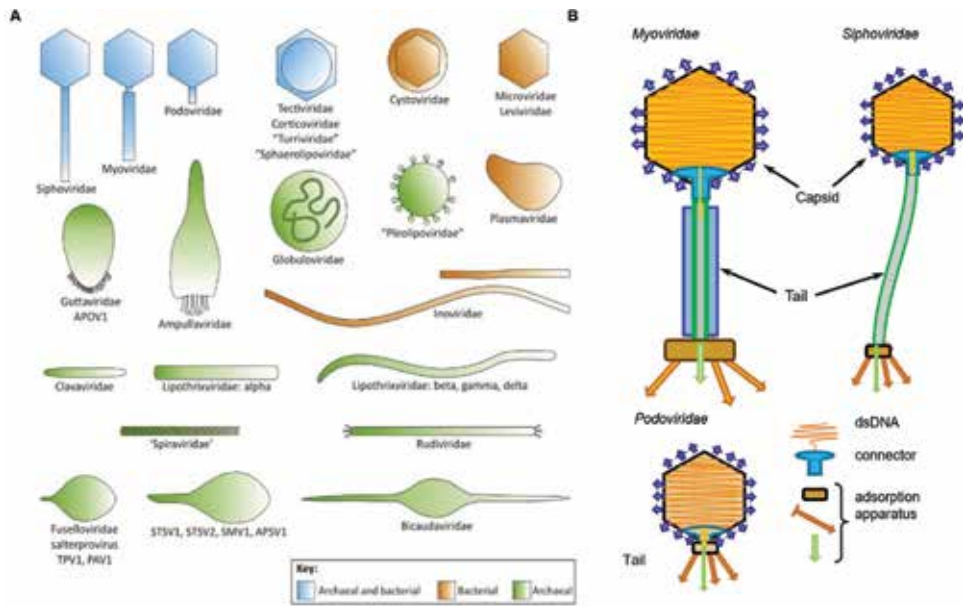 A
Siphoviridae
Myoviridae
Podoviridae
Tectiviridae
Corticoviridae
"Turriviridae"
"Sphaerolipoviridae"
Cystoviridae
Microviridae
Leviviridae
Guttaviridae
APOV1
Ampullaviridae
Globuloviridae
"Pleolipoviridae"
Plasmaviridae
Inoviridae
Clavaviridae
Lipothrixviridae: alpha
Lipothrixviridae: beta, gamma, delta
'Spiraviridae'
Rudiviridae
Fuselloviridae
salterprovirus
TPV1, PAV1
STSV1, STSV2, SMV1, APSV1
Bicaudaviridae
Key:
Archaeal and bacterial
Bacterial
Archaeal
B
Myoviridae
Siphoviridae
Capsid
Tail
Podoviridae
Tail
dsDNA
connector
adsorption
apparatus